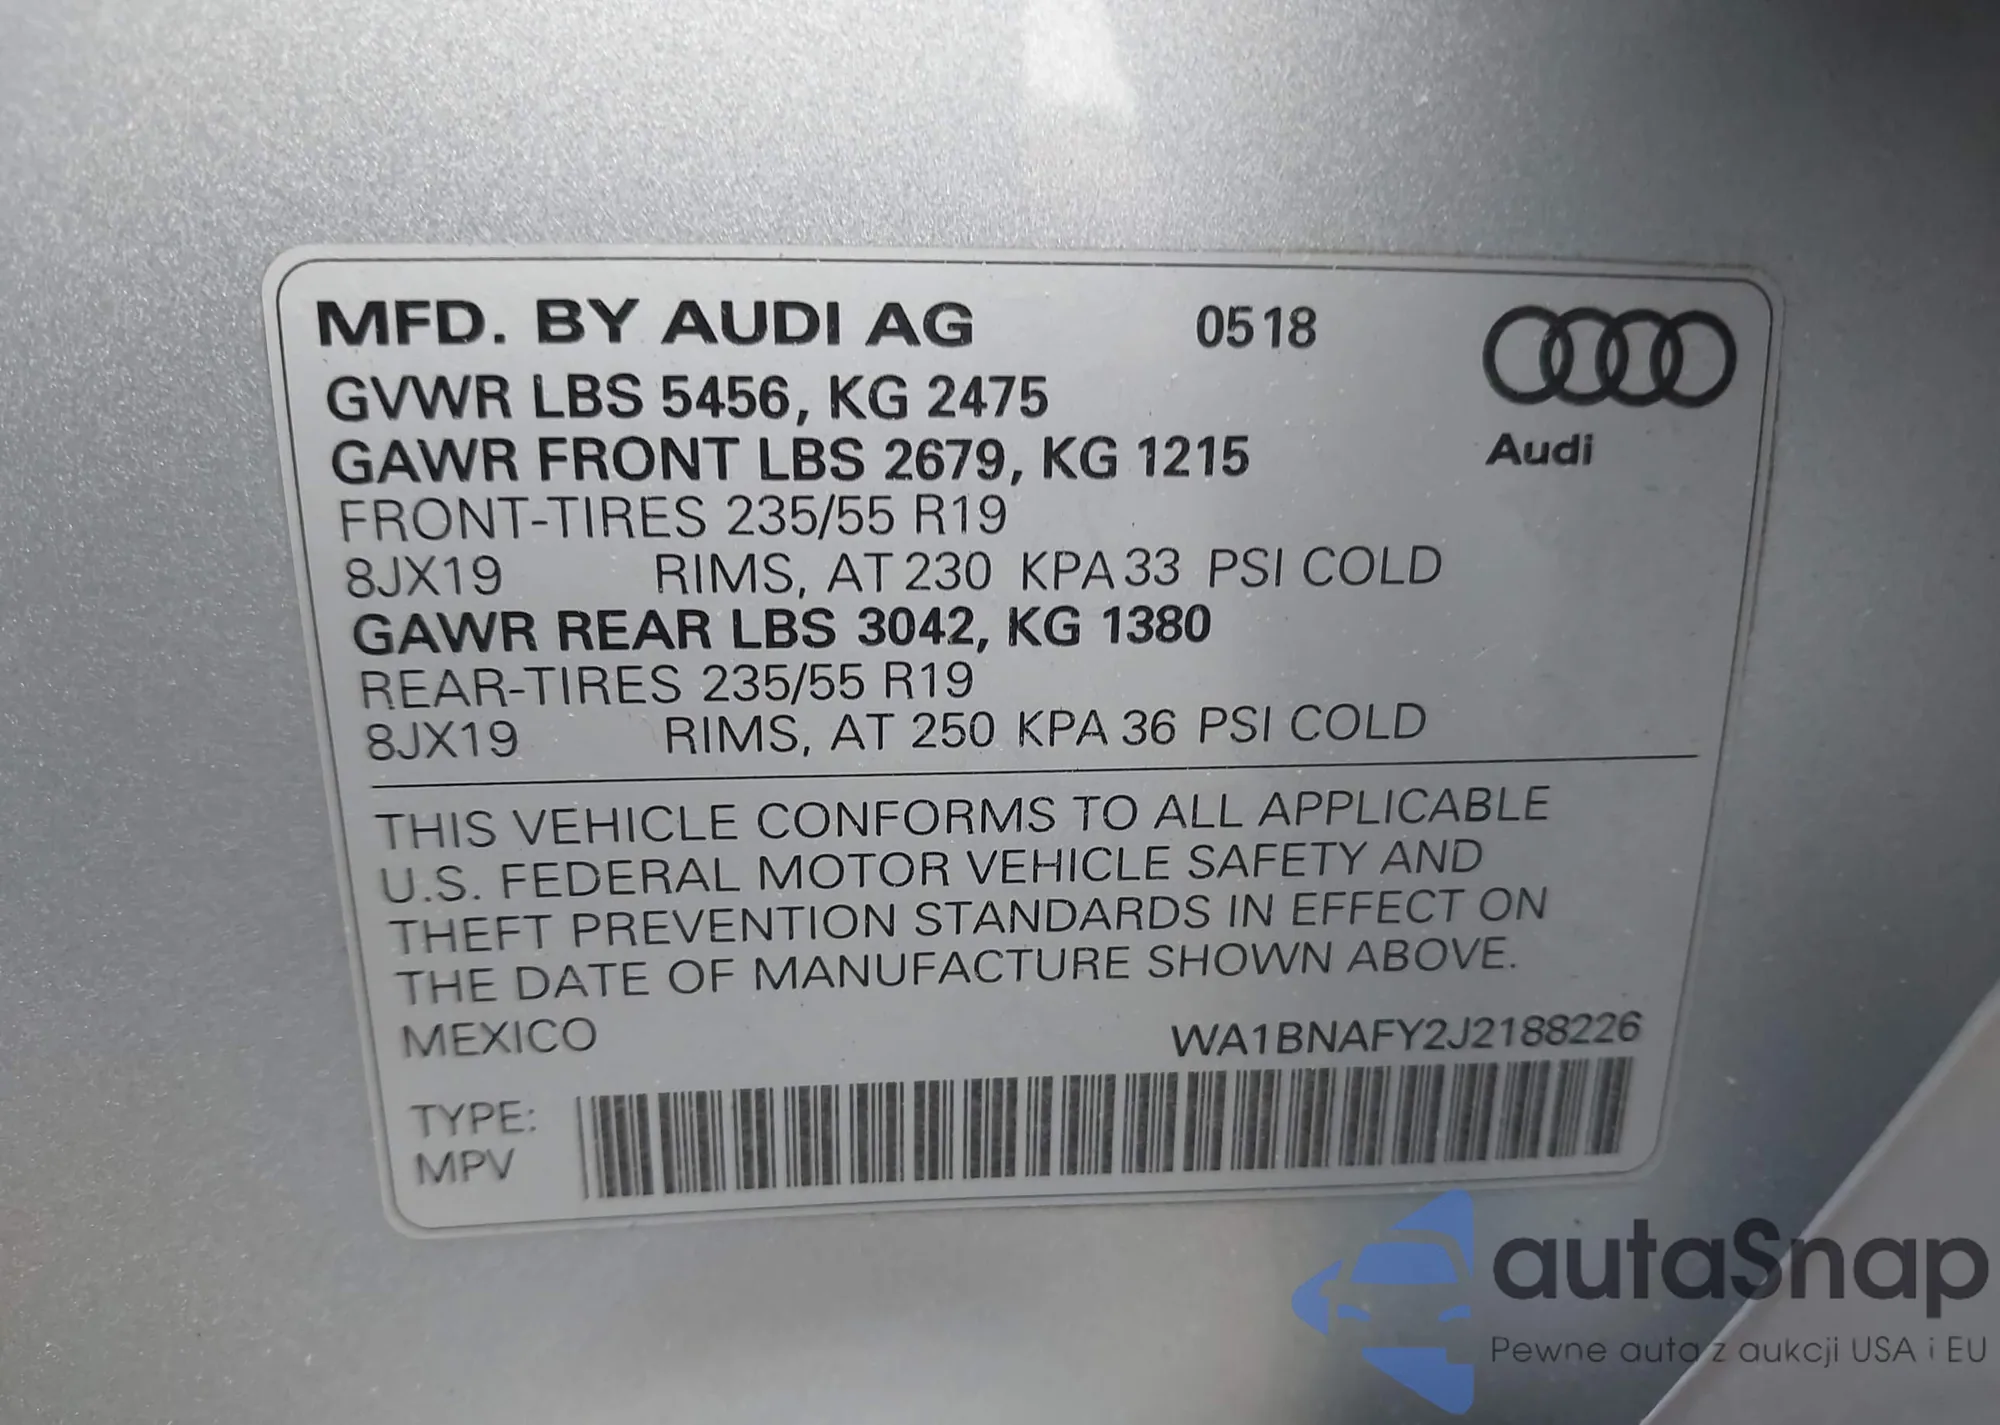 MFD. BY AUDI AG 0518
GVWR LBS 5456, KG 2475
GAWR FRONT LBS 2679, KG 1215
Audi
FRONT-TIRES 235/55 R19
8JX19 RIMS, AT 230 KPA 33 PSI COLD
GAWR REAR LBS 3042, KG 1380
REAR-TIRES 235/55 R19
8JX19 RIMS, AT 250 KPA 36 PSI COLD
THIS VEHICLE CONFORMS TO ALL APPLICABLE
U.S. FEDERAL MOTOR VEHICLE SAFETY AND
THEFT PREVENTION STANDARDS IN EFFECT ON
THE DATE OF MANUFACTURE SHOWN ABOVE.
MEXICO WA1BNAFY2J2188226
TYPE:
MPV
autaSnap
Pewne auta z aukcji USA i EU